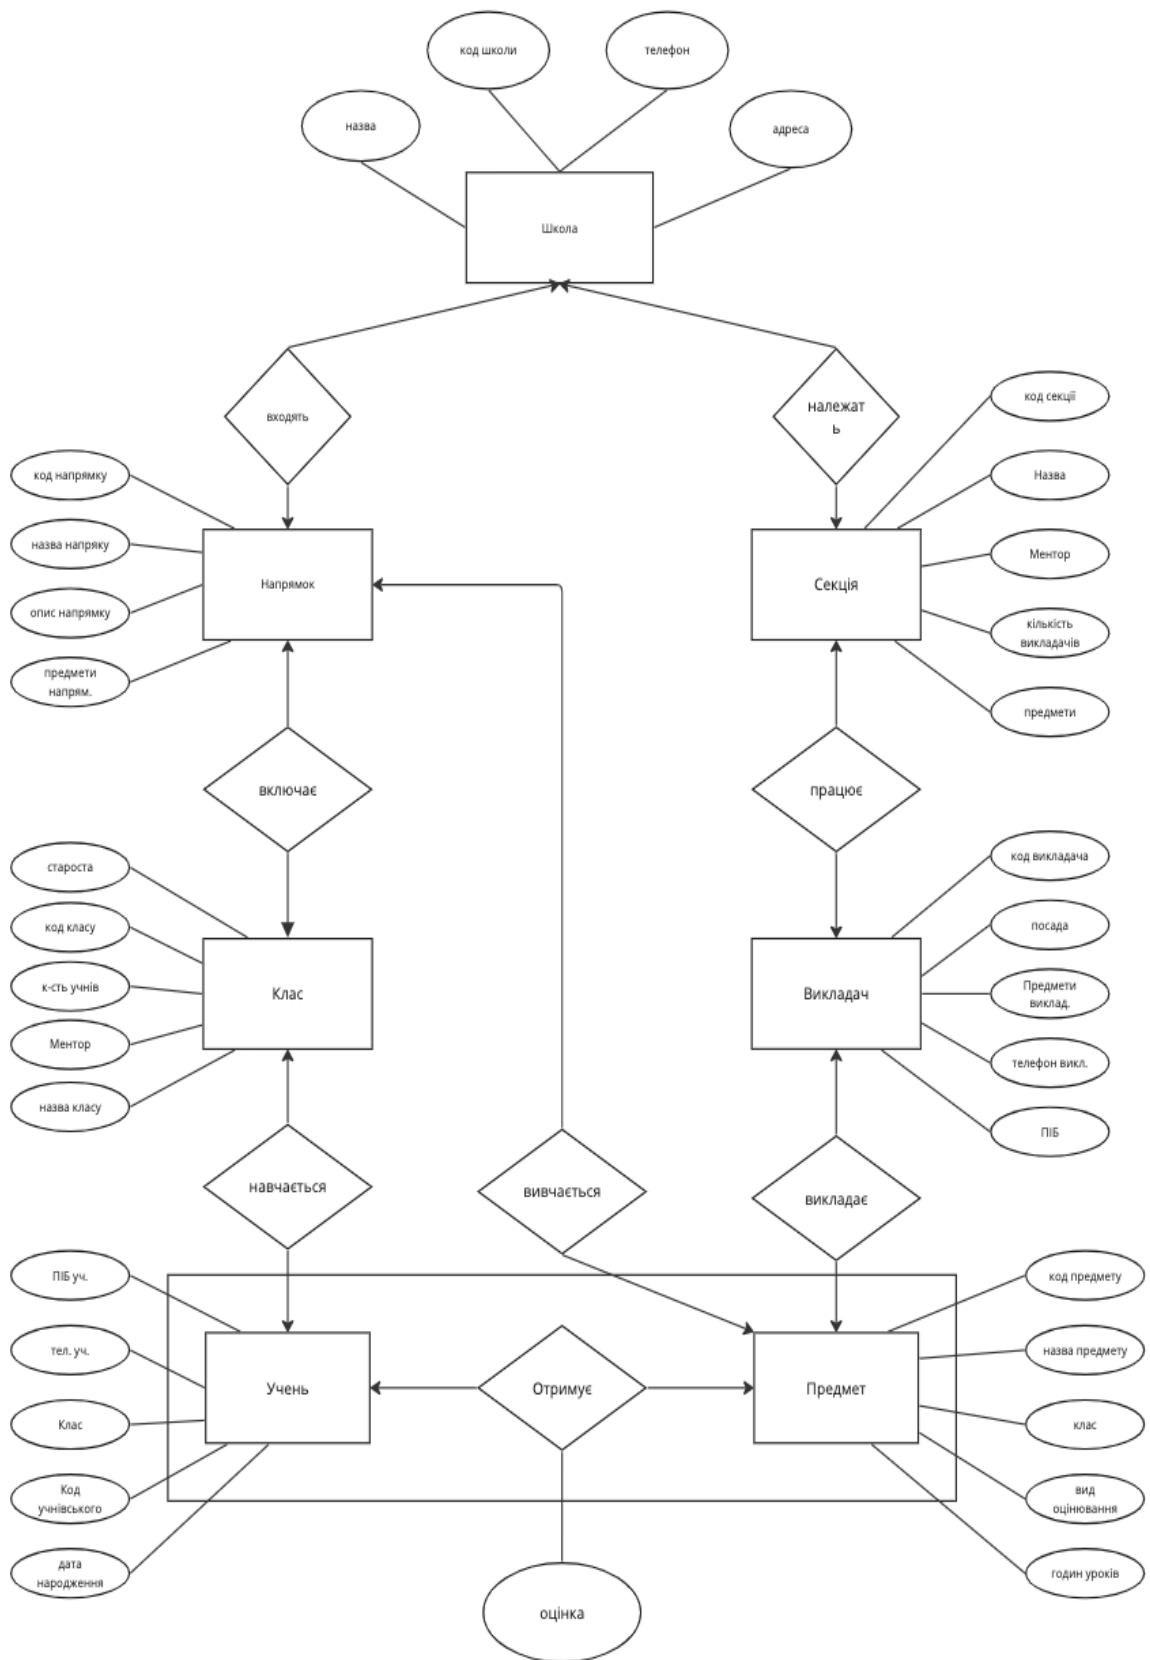 код школи
телефон
назва
адреса
Школа
входять
належат
ь
код секції
Назва
Ментор
кількість
викладачів
предмети
код напрямку
назва напряку
опис напрямку
предмети
напрям.
Напрямок
Секція
включає
працює
староста
код класу
к-сть учнів
Ментор
назва класу
Клас
Викладач
код викладача
посада
Предмети
виклад.
телефон викл.
ПІБ
навчається
вивчається
викладає
ПІБ уч.
тел. уч.
Клас
Код
учнівського
дата
народження
Учень
Отримує
Предмет
код предмету
назва предмету
клас
вид
оцінювання
годин уроків
оцінка